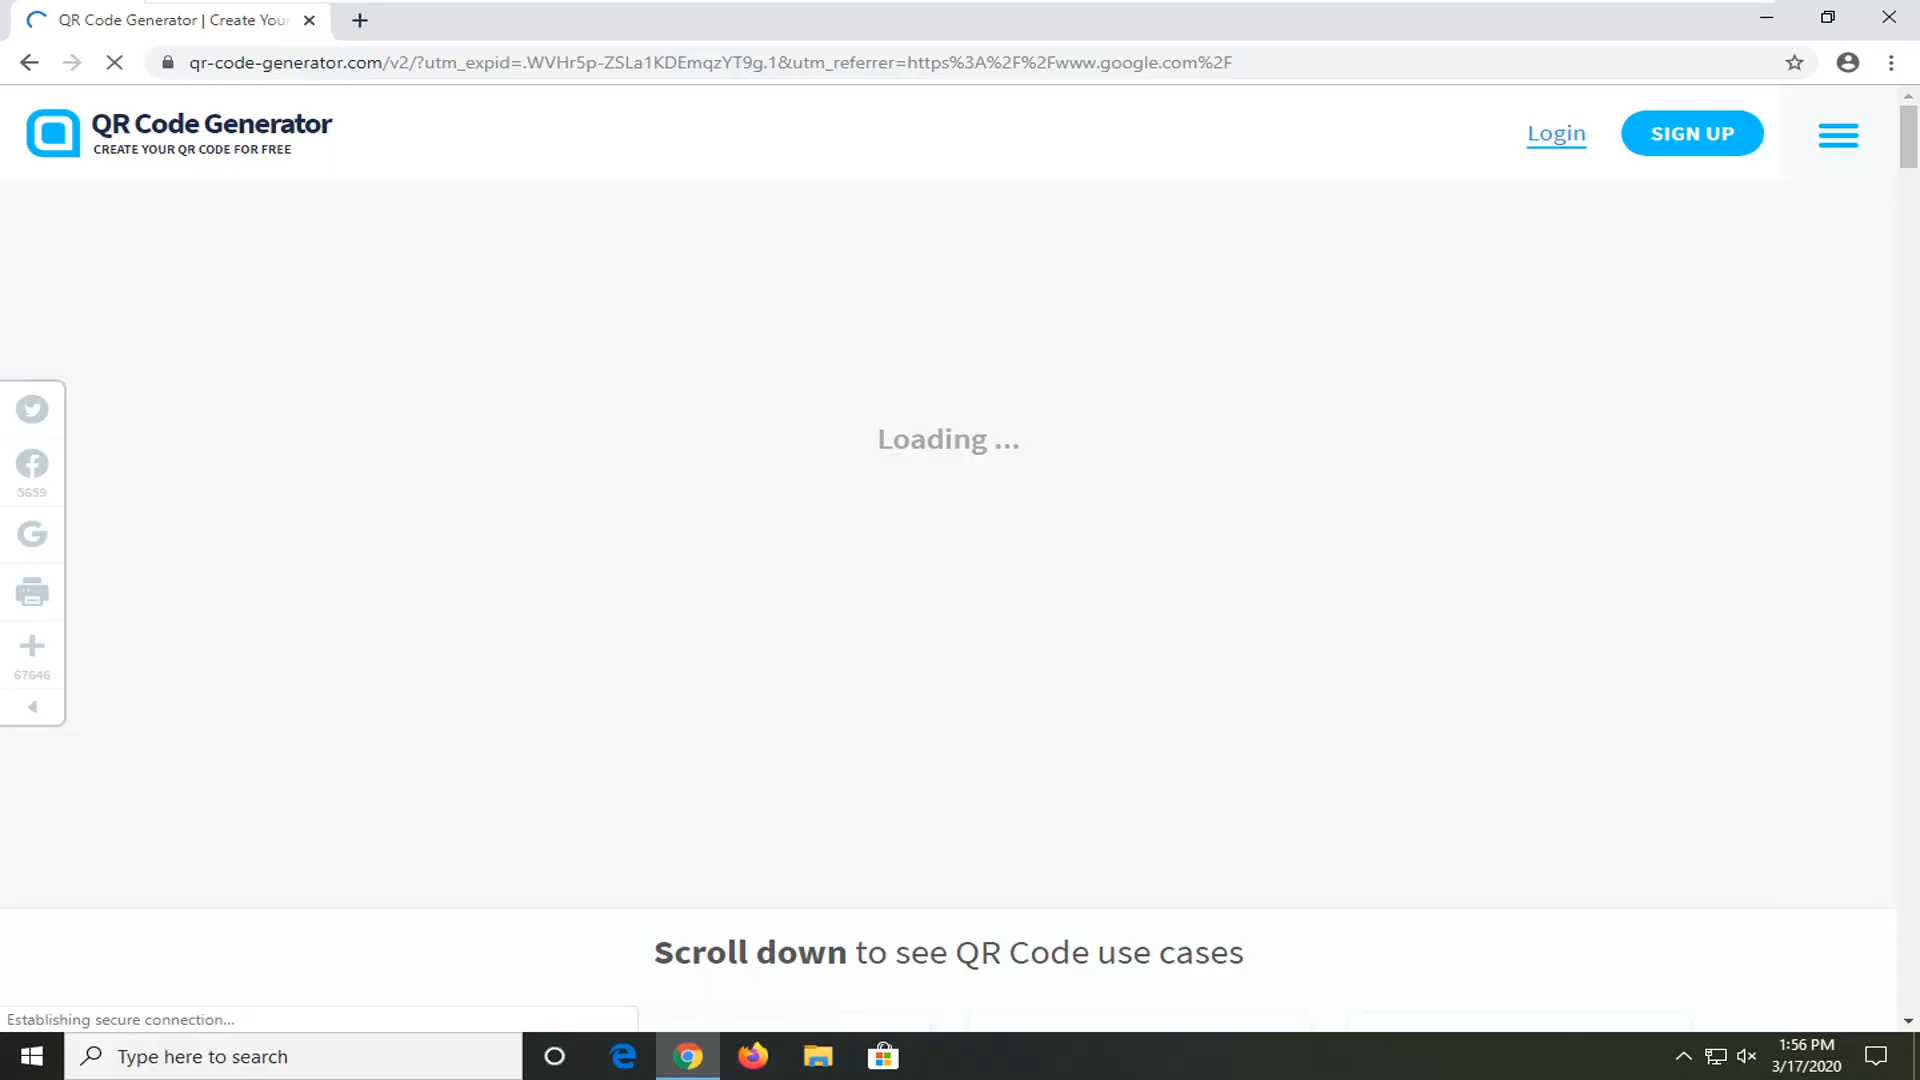 QR Code Generator | Create Your
qr-code-generator.com/v2/?utm_expid=.WVHr5p-ZSLa1KDEmqzYT9g.1&utm_referrer=https%3A%2F%2Fwww.google.com%2F
QR Code Generator
CREATE YOUR QR CODE FOR FREE
Login
SIGN UP
Loading ...
5659
67646
Scroll down to see QR Code use cases
Establishing secure connection...
Type here to search
1:56 PM
3/17/2020